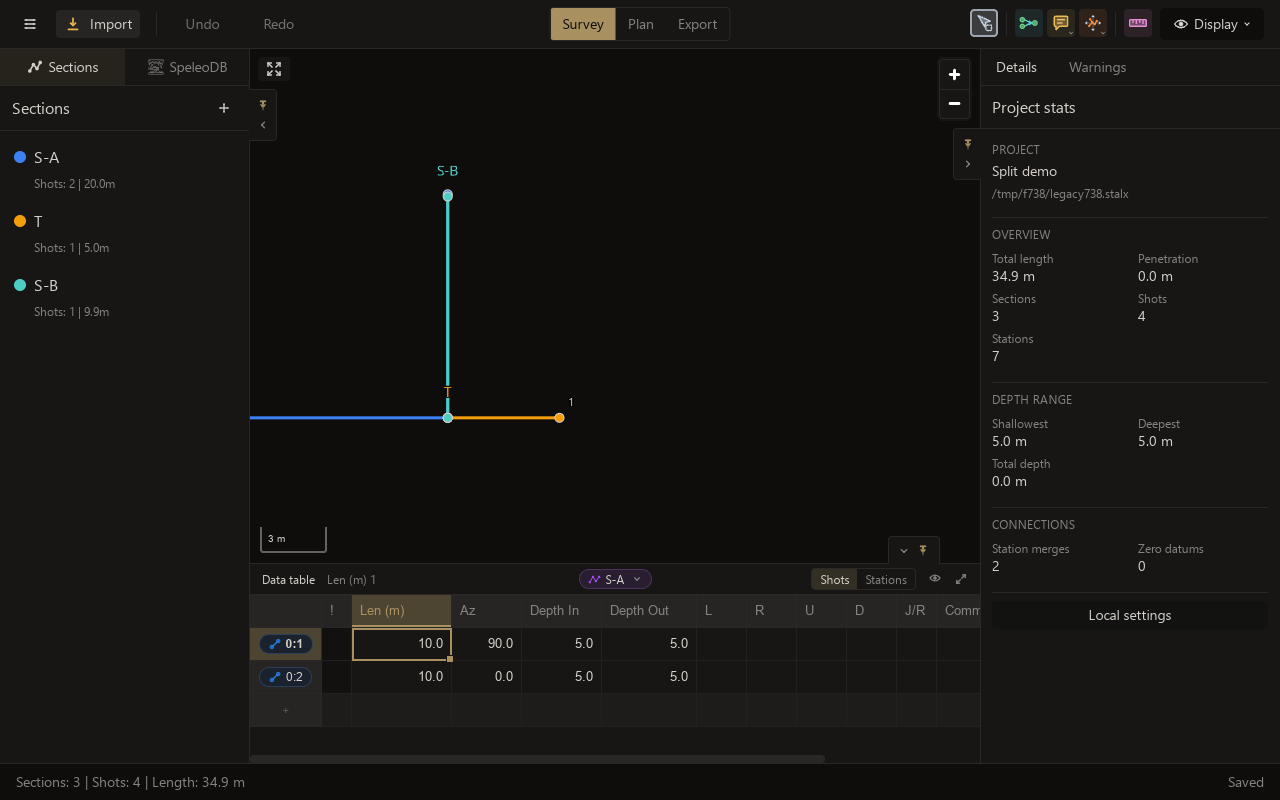 Import
Undo
Redo
Survey
Plan
Export
Display
Sections
SpeleoDB
Sections
+
S-A
Shots: 2 | 20.0m
T
Shots: 1 | 5.0m
S-B
Shots: 1 | 9.9m
S-B
T
1
3 m
Details
Warnings
Project stats
PROJECT
Split demo
/tmp/f738/legacy738.stalx
OVERVIEW
Total length
Penetration
34.9 m
0.0 m
Sections
Shots
3
4
Stations
7
DEPTH RANGE
Shallowest
Deepest
5.0 m
5.0 m
Total depth
0.0 m
CONNECTIONS
Station merges
Zero datums
2
0
Local settings
Data table
Len (m) 1
S-A
Shots
Stations
! Len (m) Az Depth In Depth Out L R U D J/R Comm
0:1 10.0 90.0 5.0 5.0
0:2 10.0 0.0 5.0 5.0
+
Sections: 3 | Shots: 4 | Length: 34.9 m
Saved